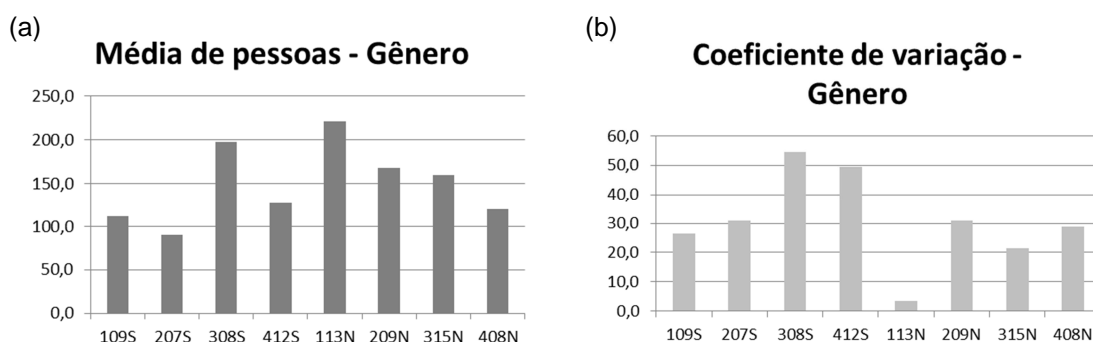 (a)
Média de pessoas - Gênero
250,0
200,0
150,0
100,0
50,0
0,0
109S 207S 308S 412S 113N 209N 315N 408N
(b)
Coeficiente de variação -
Gênero
60,0
50,0
40,0
30,0
20,0
10,0
0,0
109S 207S 308S 412S 113N 209N 315N 408N